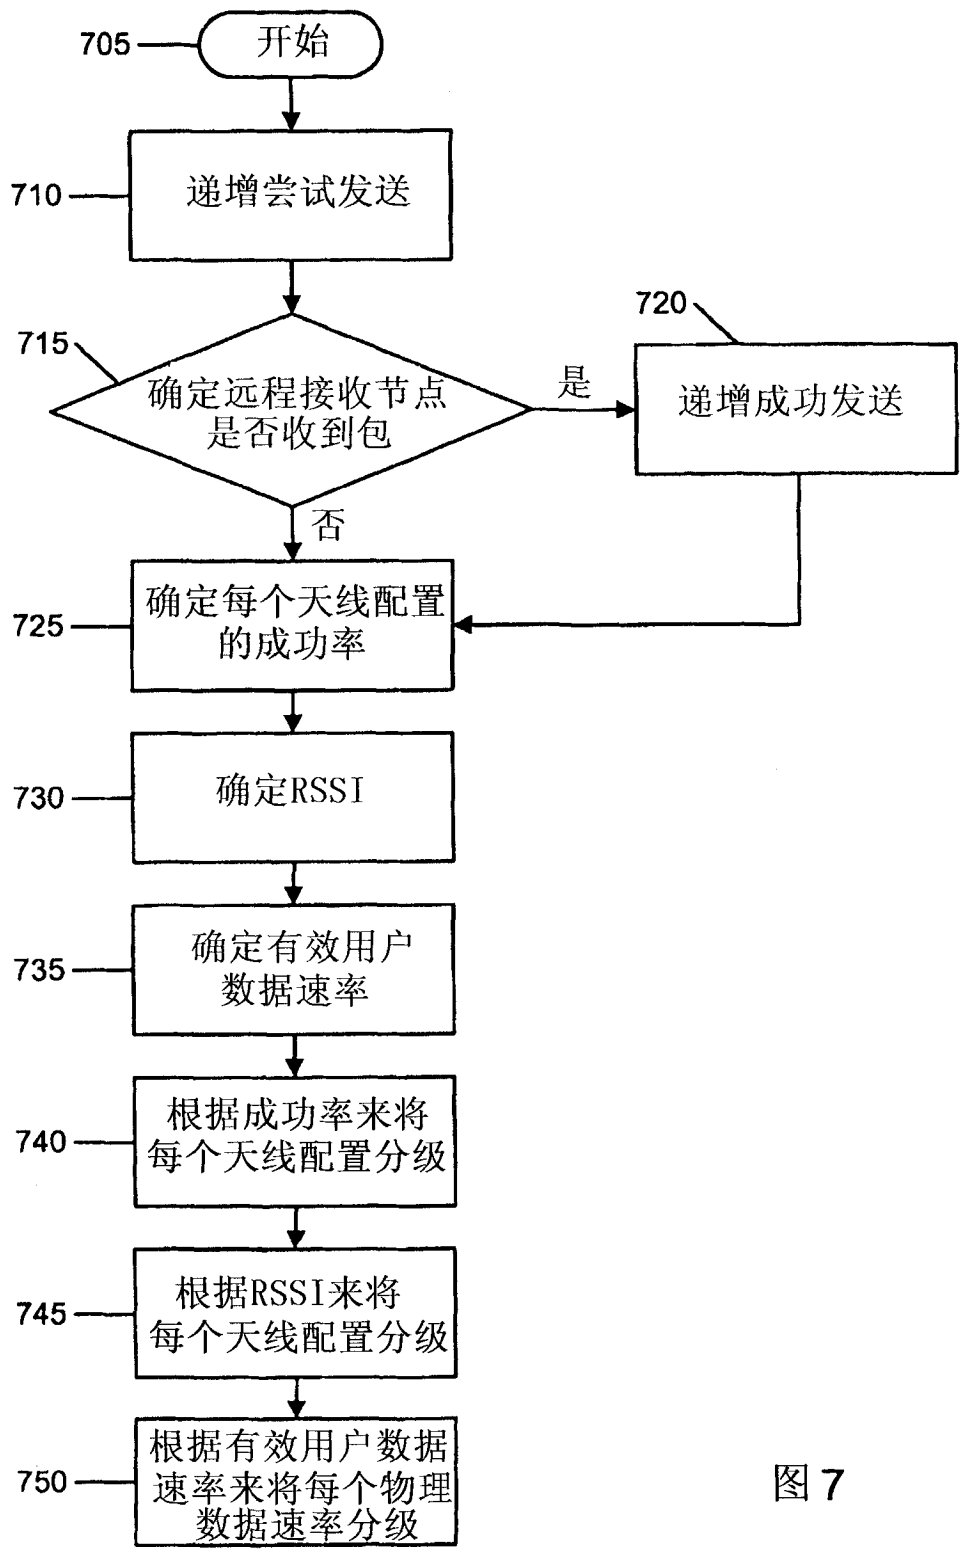 705
开始
710
递增尝试发送
720
715
确定远程接收节点
是否收到包
是
递增成功发送
否
725
确定每个天线配置
的成功率
730
确定RSSI
735
确定有效用户
数据速率
740
根据成功率来将
每个天线配置分级
745
根据RSSI来将
每个天线配置分级
750
根据有效用户数据
速率来将每个物理
数据速率分级
图7